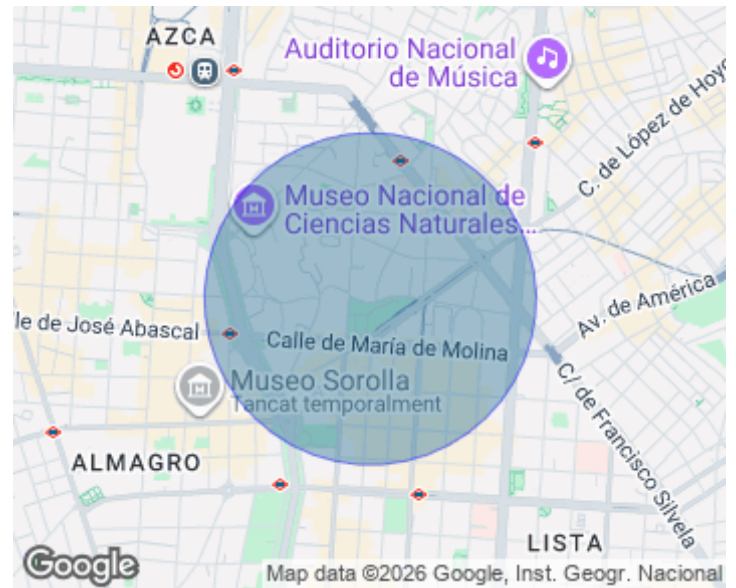 AZCA
Auditorio Nacional
de Música
C. de López de Hoyo
Museo Nacional de
Ciencias Naturales...
Av. de América
lle de José Abascal
Calle de María de Molina
Museo Sorolla
Tancat temporalment
C/ de Francisco Silvela
ALMAGRO
LISTA
Google
Map data ©2026 Google, Inst. Geogr. Nacional